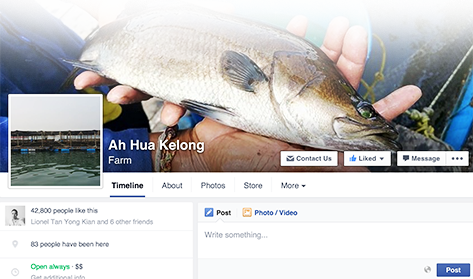 Ah Hua Kelong
Farm
Contact Us
Liked
Message
Timeline About Photos Store More
42,800 people like this
Lionel Tan Yong Kian and 6 other friends
83 people have been here
Open always · $$
Get additional info
Post Photo / Video
Write something...
Post